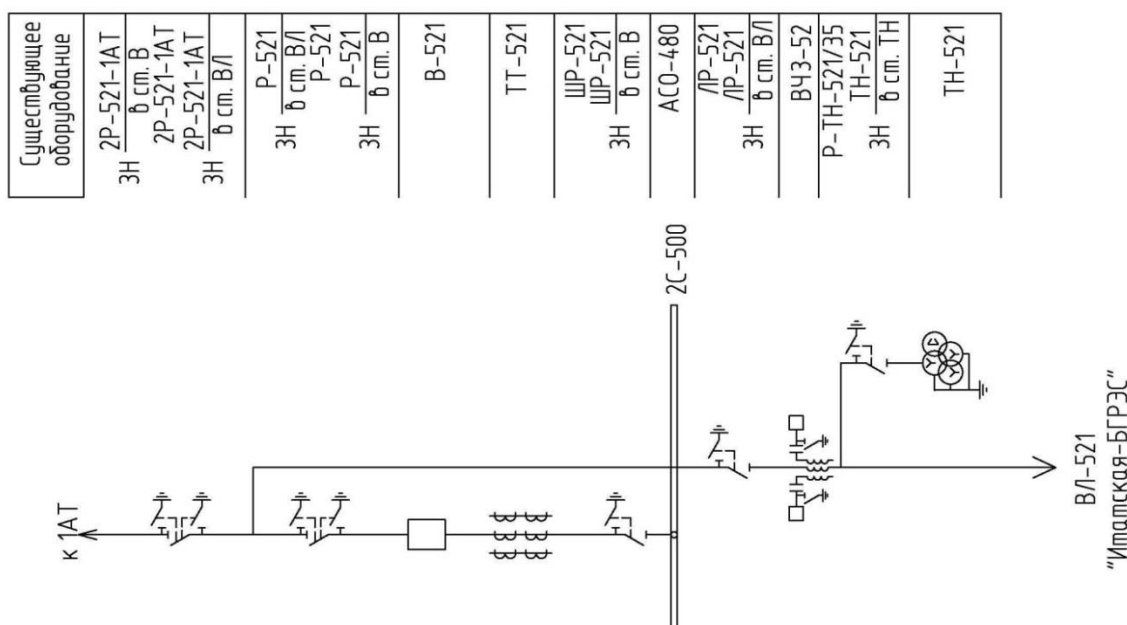 Существующее
оборудование
2Р-521-1АТ
ЗН в ст. В
2Р-521-1АТ
2Р-521-1АТ
ЗН в ст. ВЛ
Р-521
ЗН в ст. ВЛ
Р-521
Р-521
ЗН в ст. В
В-521
ТТ-521
ШР-521
ШР-521
ЗН в ст. В
АСО-480
ЛР-521
ЛР-521
ЗН в ст. ВЛ
ВЧЗ-52
Р-ТН-521/35
ТН-521
ЗН в ст. ТН
ТН-521
к 1АТ
2С-500
ВЛ-521
"Итатская-БГРЭС"